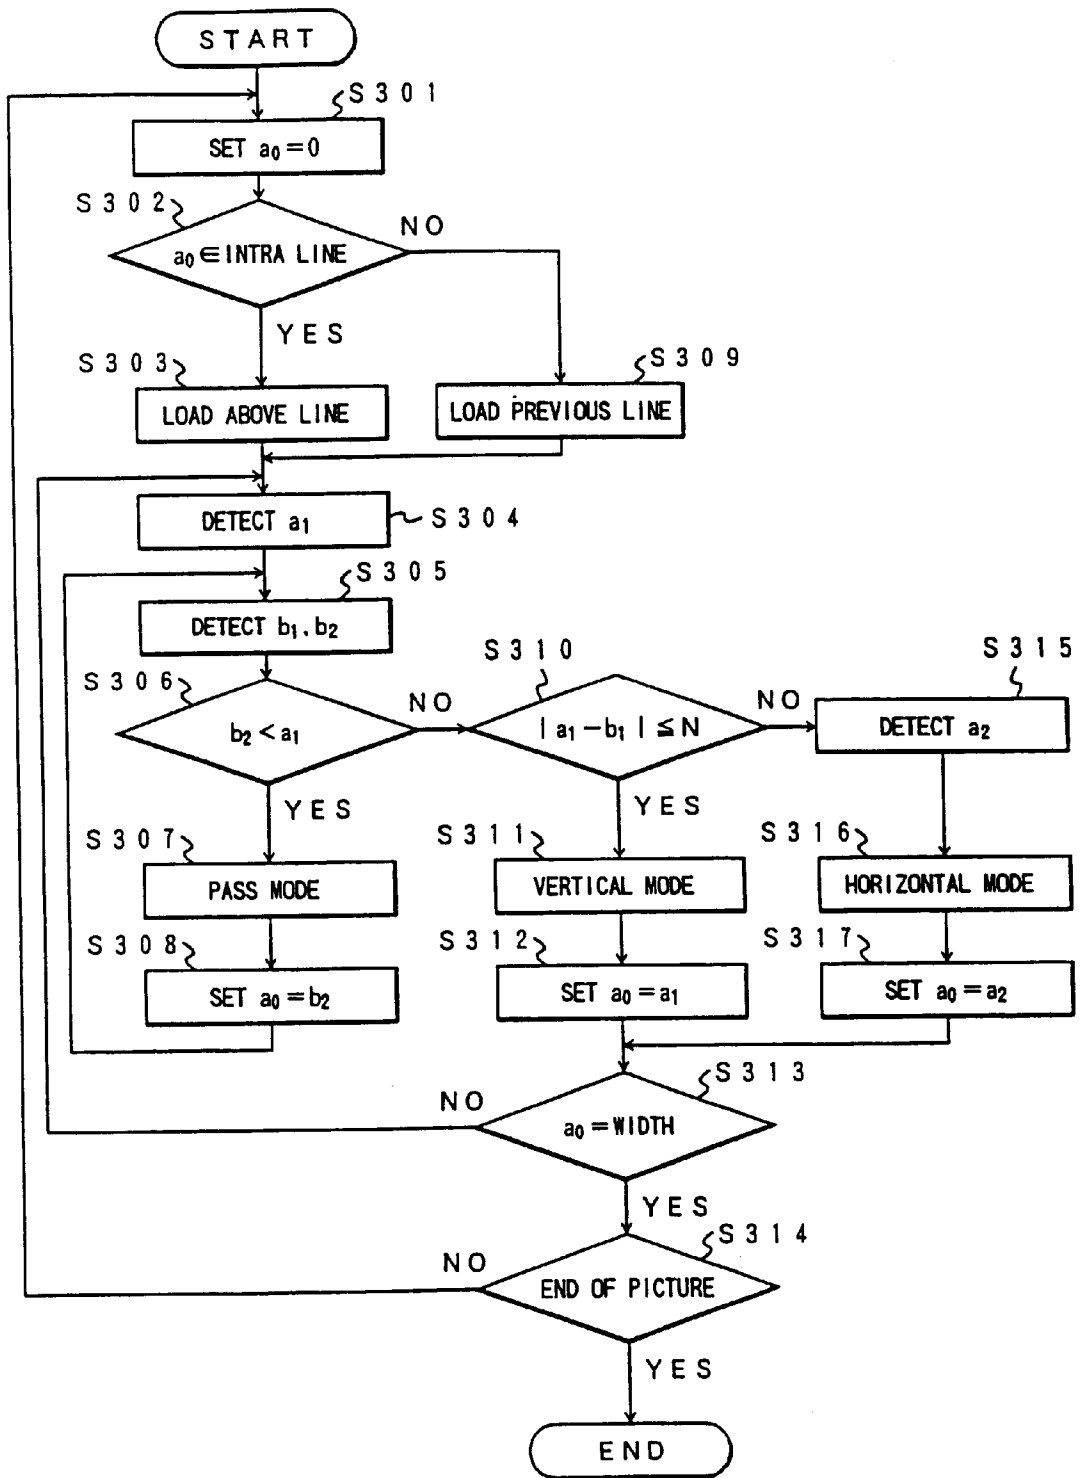 START
S301
SET a₀=0
S302
NO
a₀∈INTRA LINE
YES
S303
S309
LOAD ABOVE LINE
LOAD PREVIOUS LINE
DETECT a₁
S304
S305
DETECT b₁, b₂
S306
S310
S315
NO
NO
b₂<a₁
|a₁-b₁|≦N
DETECT a₂
YES
YES
S307
S311
S316
PASS MODE
VERTICAL MODE
HORIZONTAL MODE
S308
S312
S317
SET a₀=b₂
SET a₀=a₁
SET a₀=a₂
S313
NO
a₀=WIDTH
YES
S314
NO
END OF PICTURE
YES
END